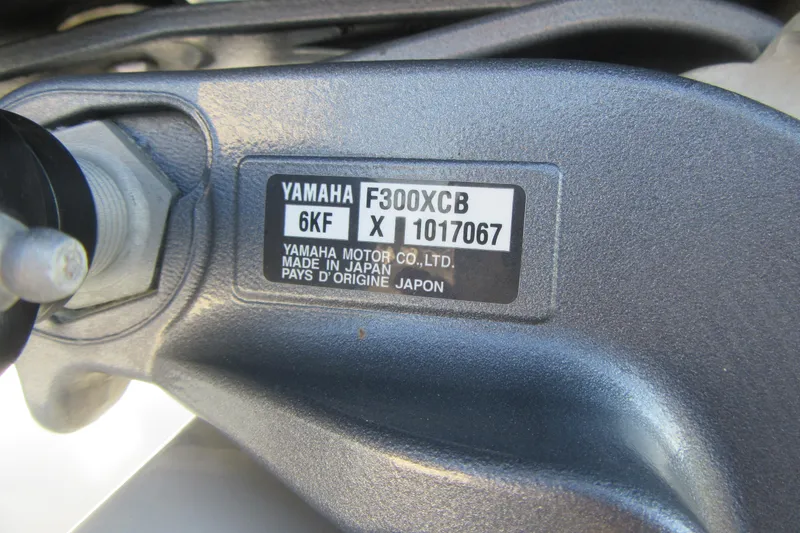 YAMAHA F300XCB
6KF X 1017067
YAMAHA MOTOR CO.,LTD.
MADE IN JAPAN
PAYS D'ORIGINE JAPON